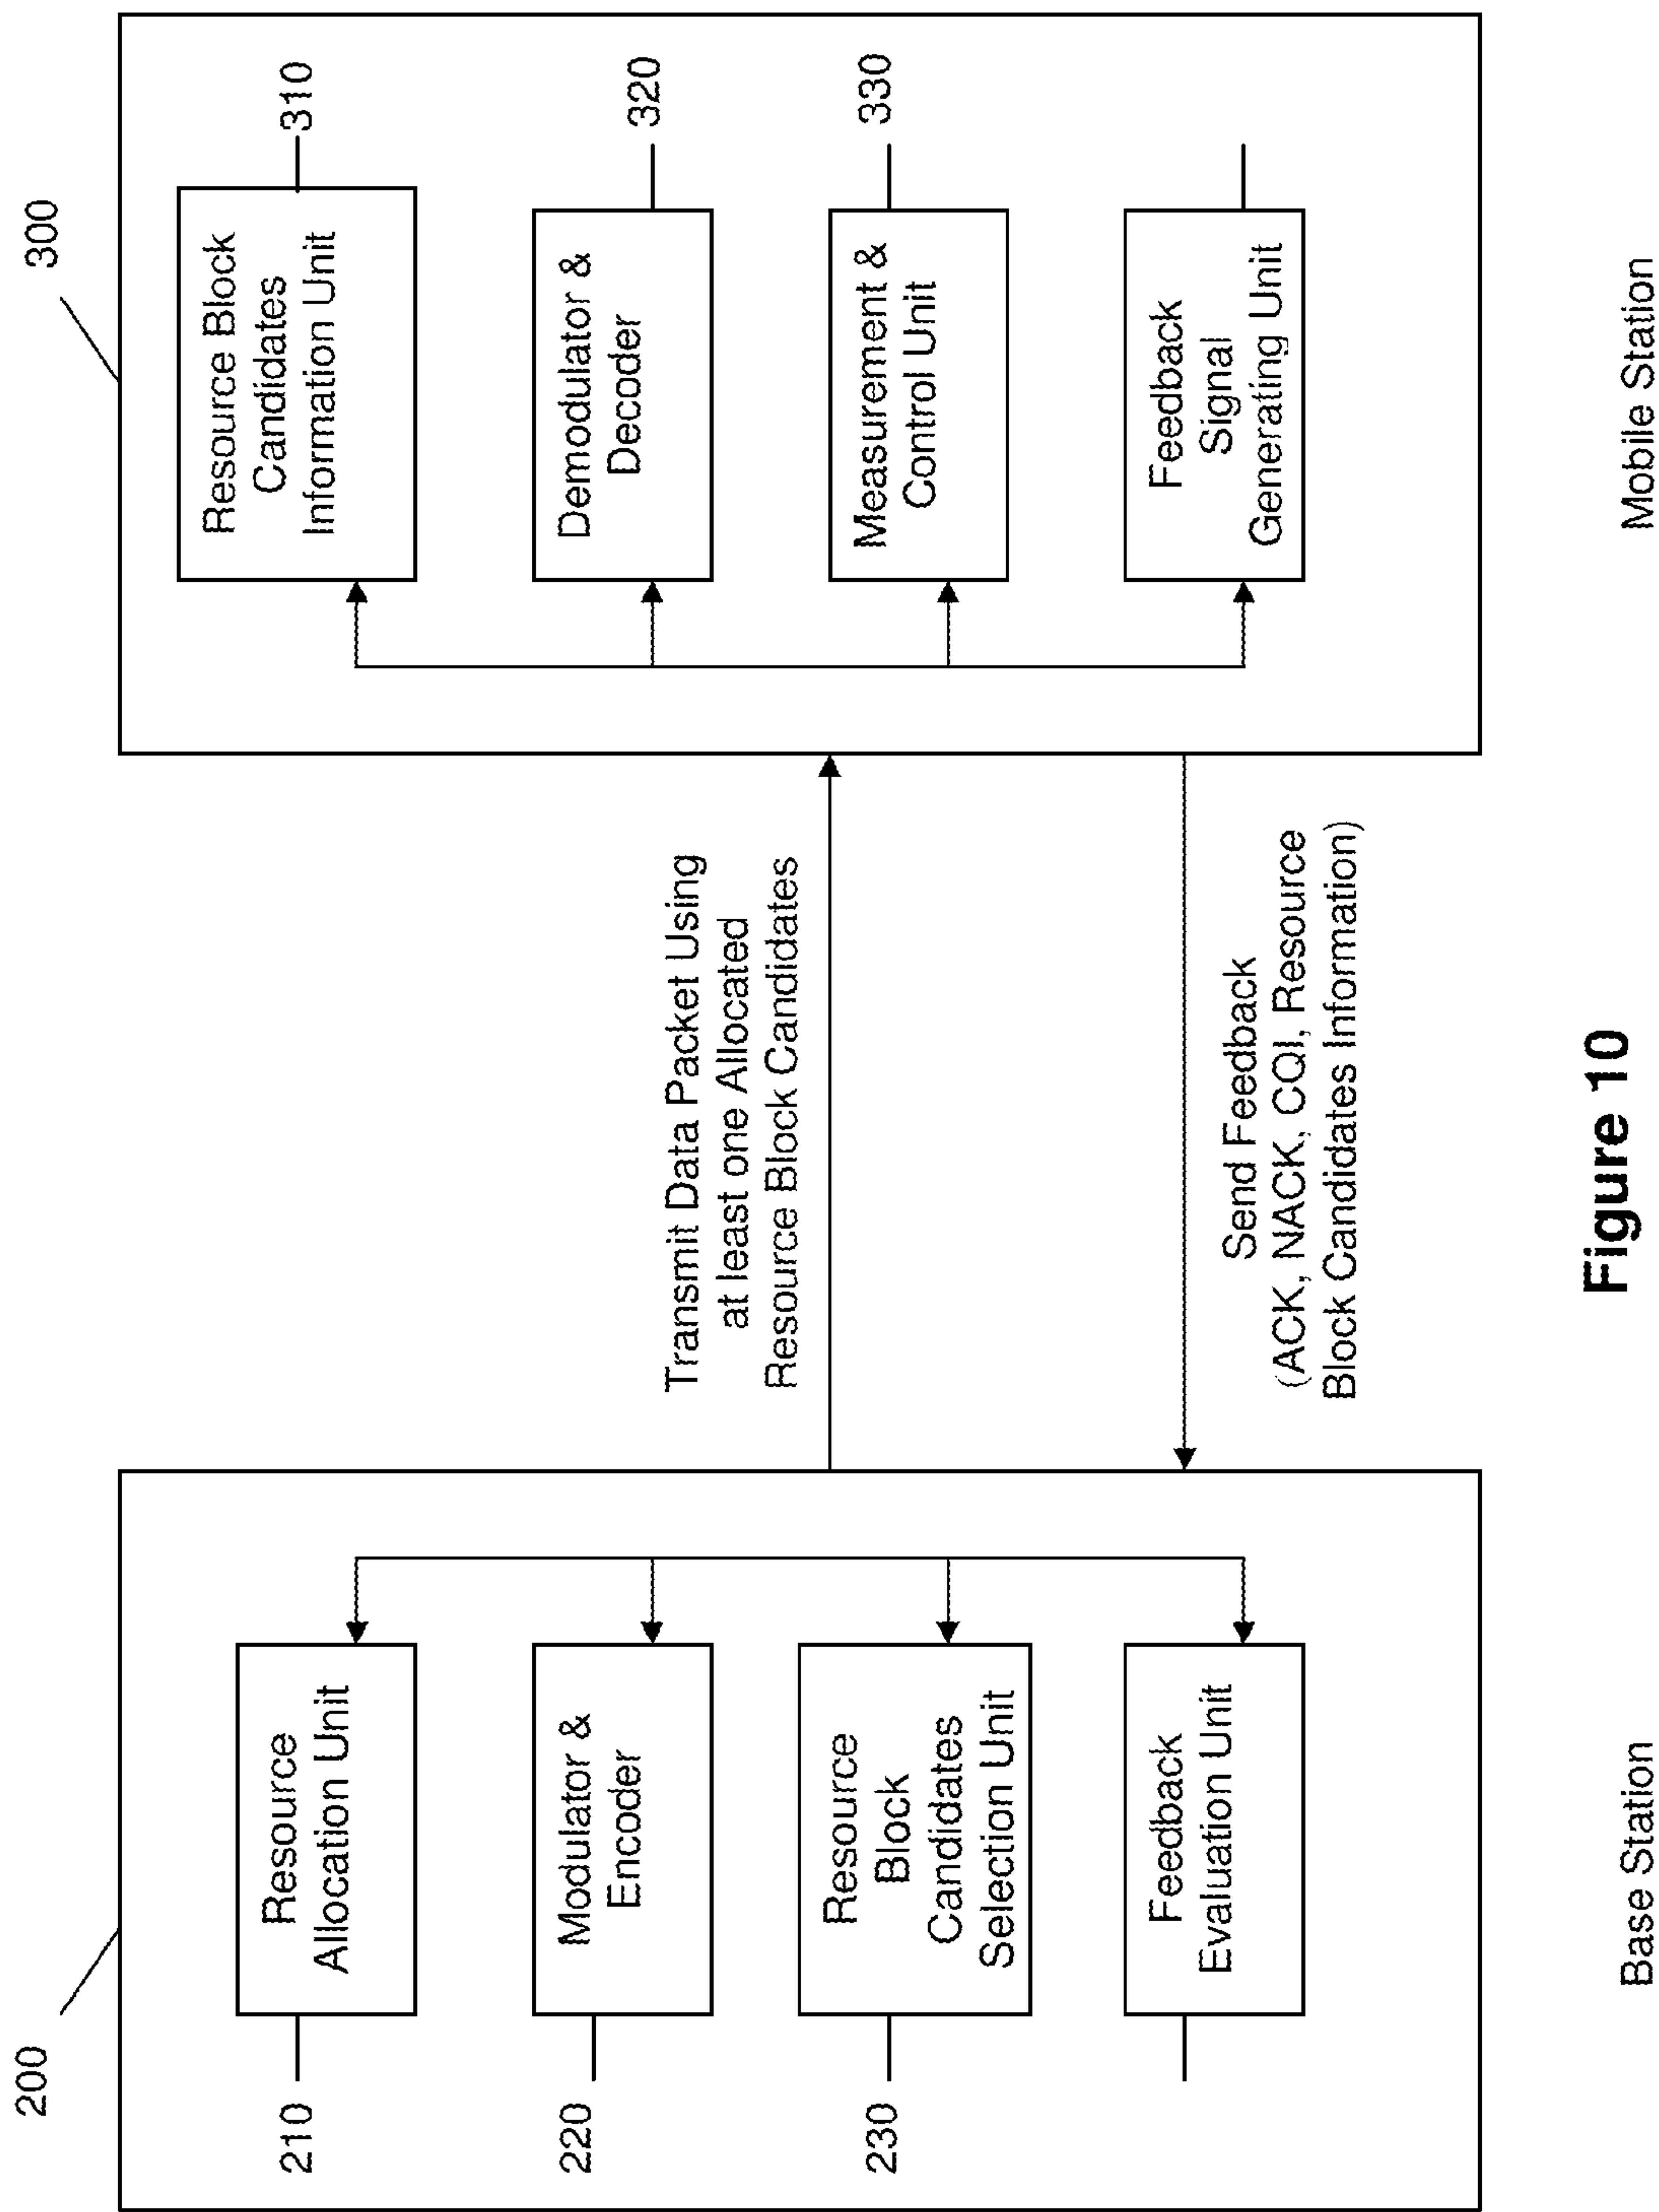 200
210
Resource
Allocation Unit
220
Modulator &
Encoder
230
Resource
Block
Candidates
Selection Unit
Feedback
Evaluation Unit
Base Station
Transmit Data Packet Using
at least one Allocated
Resource Block Candidates
Send Feedback
(ACK, NACK, CQI, Resource
Block Candidates Information)
300
Resource Block
Candidates
Information Unit
310
Demodulator &
Decoder
320
Measurement &
Control Unit
330
Feedback
Signal
Generating Unit
Mobile Station
Figure 10